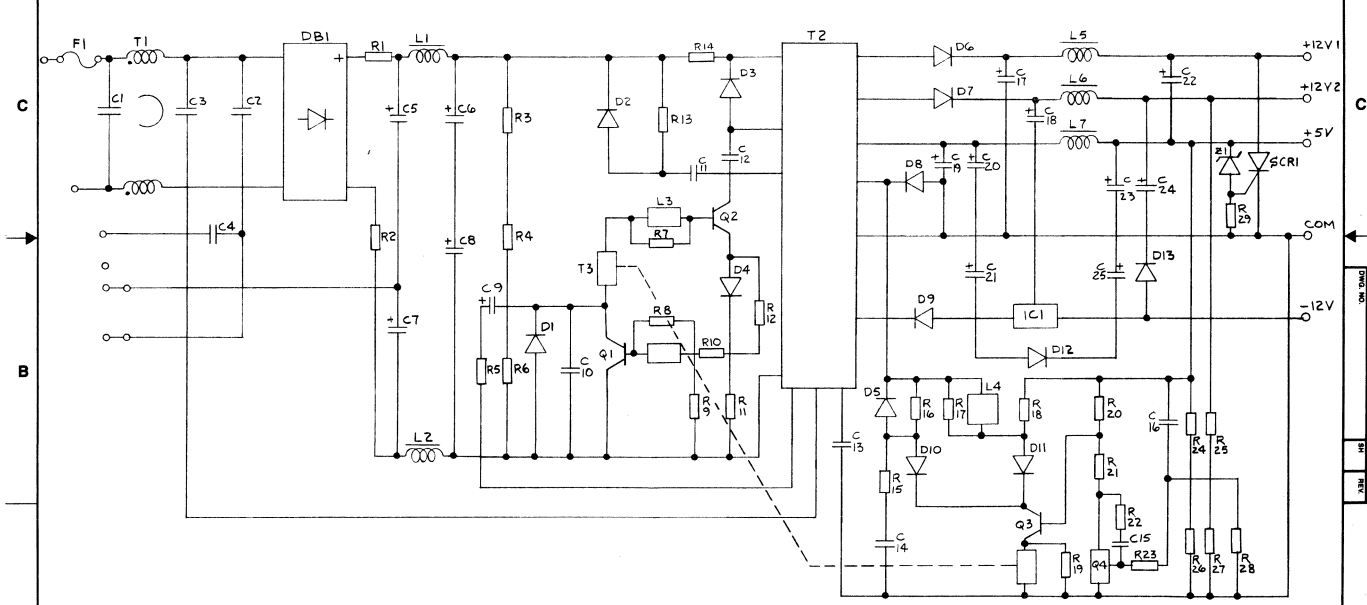 F1
T1
DB1
+
R1
L1
R14
T2
D6
L5
+12V1
C1
C3
C2
+
C5
+
C6
R3
D2
R13
D3
+
C
17
+
C
22
L6
+12V2
D7
+
C
18
L7
+5V
C
C
C
11
C
12
D8
+
C
19
+
C
20
+
C
23
+
C
24
Z1
SCR1
R
29
C4
R2
+
C8
R4
L3
R7
Q2
COM
T3
D4
C
21
C
25
+
D13
DWG. NO.
C9
+
+
C7
D1
R8
R
12
D9
IC1
-12V
Q1
R10
D12
B
B
R5
R6
C
10
R
9
R
11
D5
R
16
R
17
L4
R
18
R
20
C
16
R
24
R
25
SH
L2
C
13
D10
D11
R
21
REV.
R
15
Q3
R
22
C15
C
14
R
19
Q4
R23
R
26
R
27
R
28